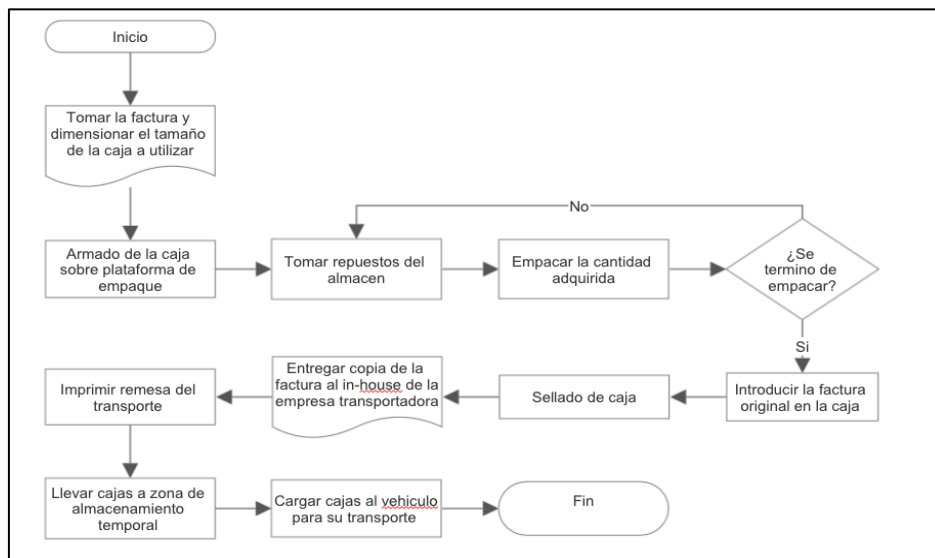 Inicio
Tomar la factura y
dimensionar el tamaño
de la caja a utilizar
Armado de la caja
sobre plataforma de
empaque
Tomar repuestos del
almacen
Empacar la cantidad
adquirida
¿Se
termino de
empacar?
No
Si
Introducir la factura
original en la caja
Sellado de caja
Entregar copia de la
factura al in-house de la
empresa transportadora
Imprimir remesa del
transporte
Llevar cajas a zona de
almacenamiento
temporal
Cargar cajas al vehiculo
para su transporte
Fin